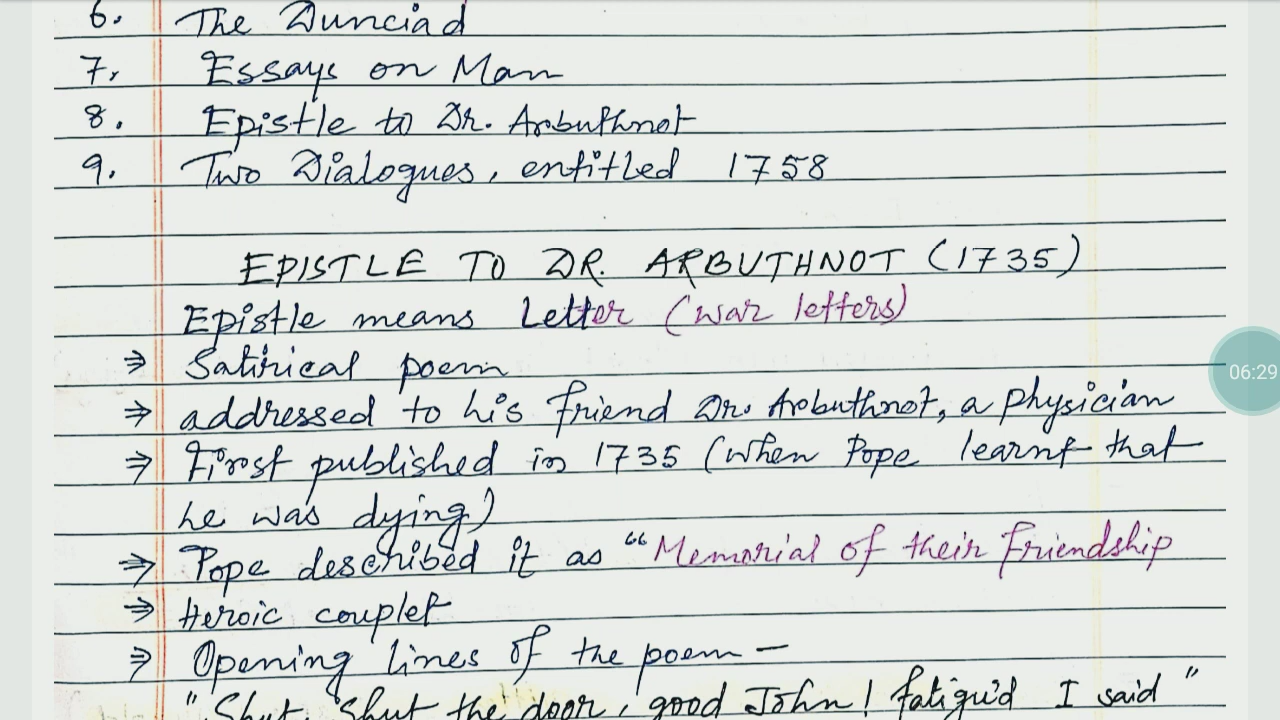 6. The Dunciad
7. Essays on Man
8. Epistle to Dr. Arbuthnot
9. Two Dialogues, entitled 1758
EPISTLE TO DR. ARBUTHNOT (1735)
Epistle means Letter (war letters)
⇒ Satirical poem
⇒ addressed to his friend Dr. Arbuthnot, a physician
06:29
⇒ First published in 1735 (when Pope learnt that
he was dying)
⇒ Pope described it as “Memorial of their friendship
⇒ Heroic couplet
⇒ Opening lines of the poem —
"Shut, shut the door, good John! fatigu'd I said"